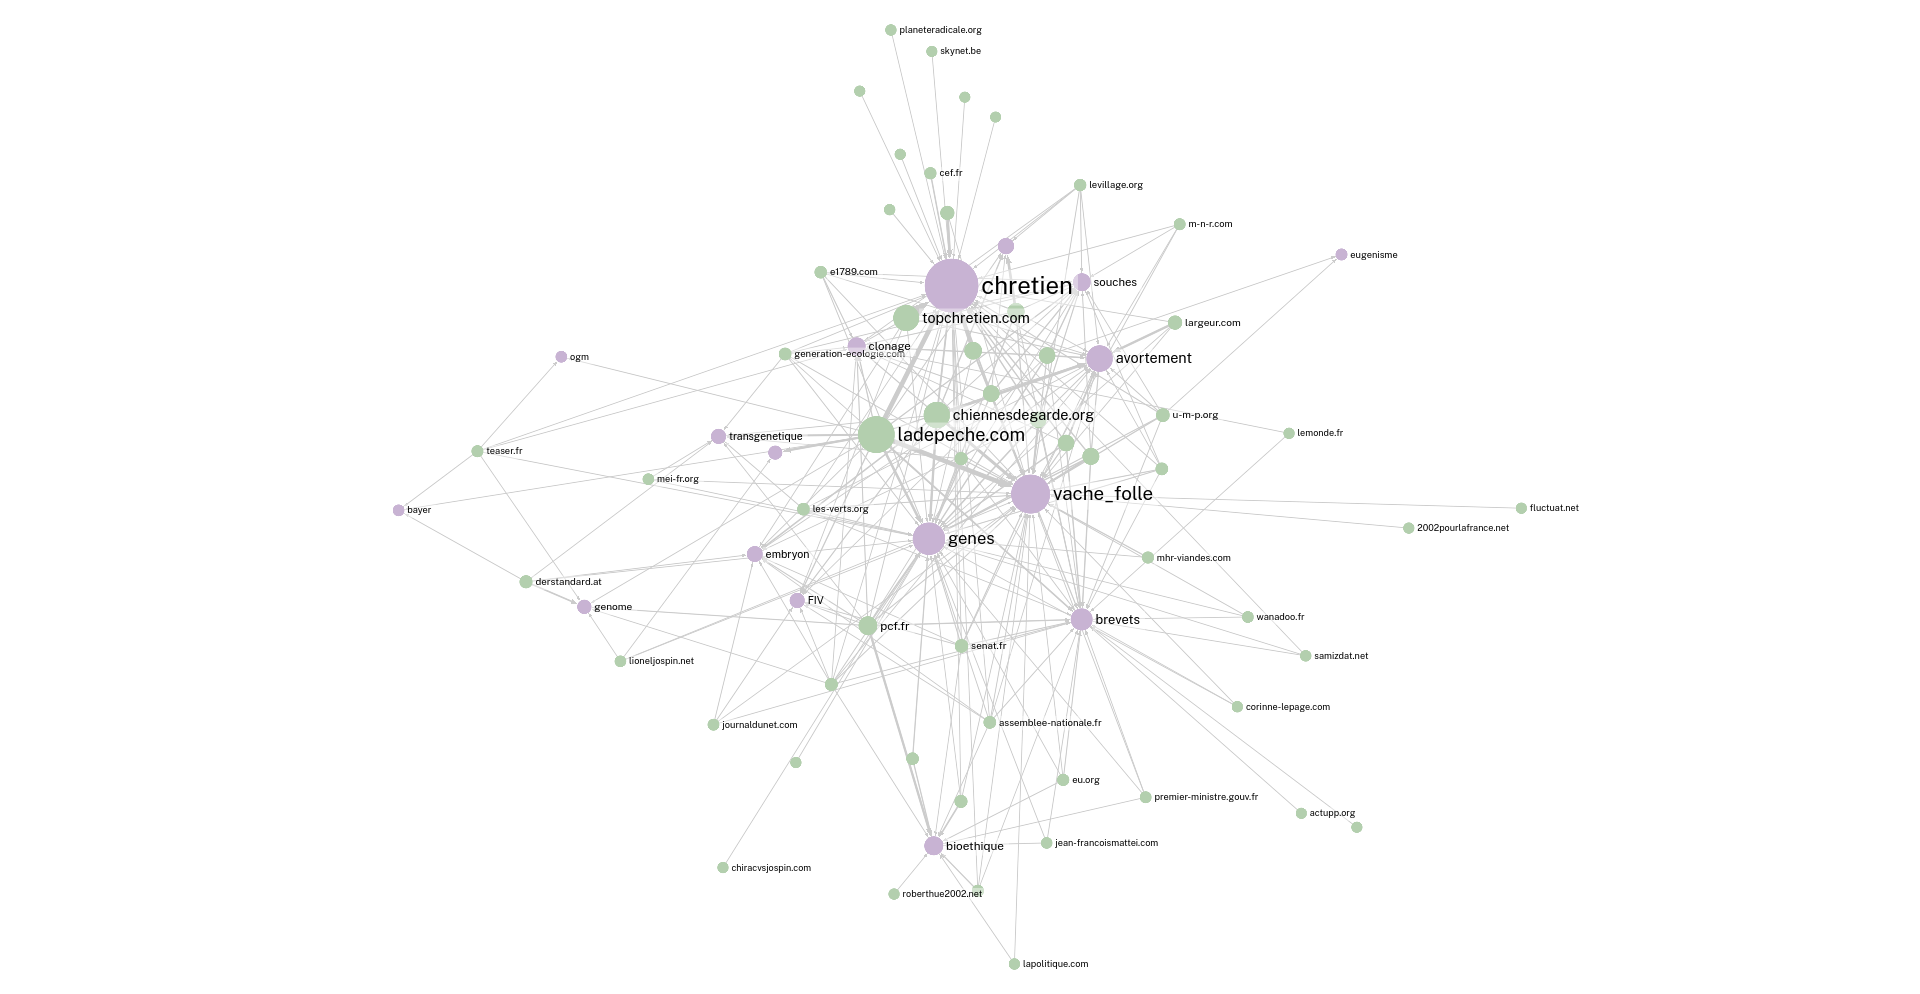 planeteradicale.org
skynet.be
cef.fr
levillage.org
m-n-r.com
eugenisme
e1789.com
souches
chretien
topchretien.com
largeur.com
clonage
generation-ecologie.com
ogm
avortement
chiennesdegarde.org
u-m-p.org
ladepeche.com
transgenetique
lemonde.fr
teaser.fr
mei-fr.org
vache_folle
bayer
les-verts.org
fluctuat.net
2002pourlafrance.net
genes
embryon
mhr-viandes.com
derstandard.at
FIV
genome
wanadoo.fr
brevets
pcf.fr
senat.fr
samizdat.net
lioneljospin.net
corinne-lepage.com
journaldunet.com
assemblee-nationale.fr
eu.org
premier-ministre.gouv.fr
actupp.org
bioethique
jean-francoismattei.com
chiracvsjospin.com
roberthue2002.net
lapolitique.com